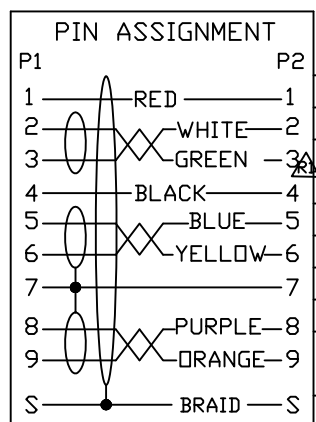 PIN ASSIGNMENT
P1 P2
1 RED 1
2 WHITE 2
3 GREEN 3
R1
4 BLACK 4
5 BLUE 5
6 YELLOW 6
7 7
8 PURPLE 8
9 ORANGE 9
S BRAID S